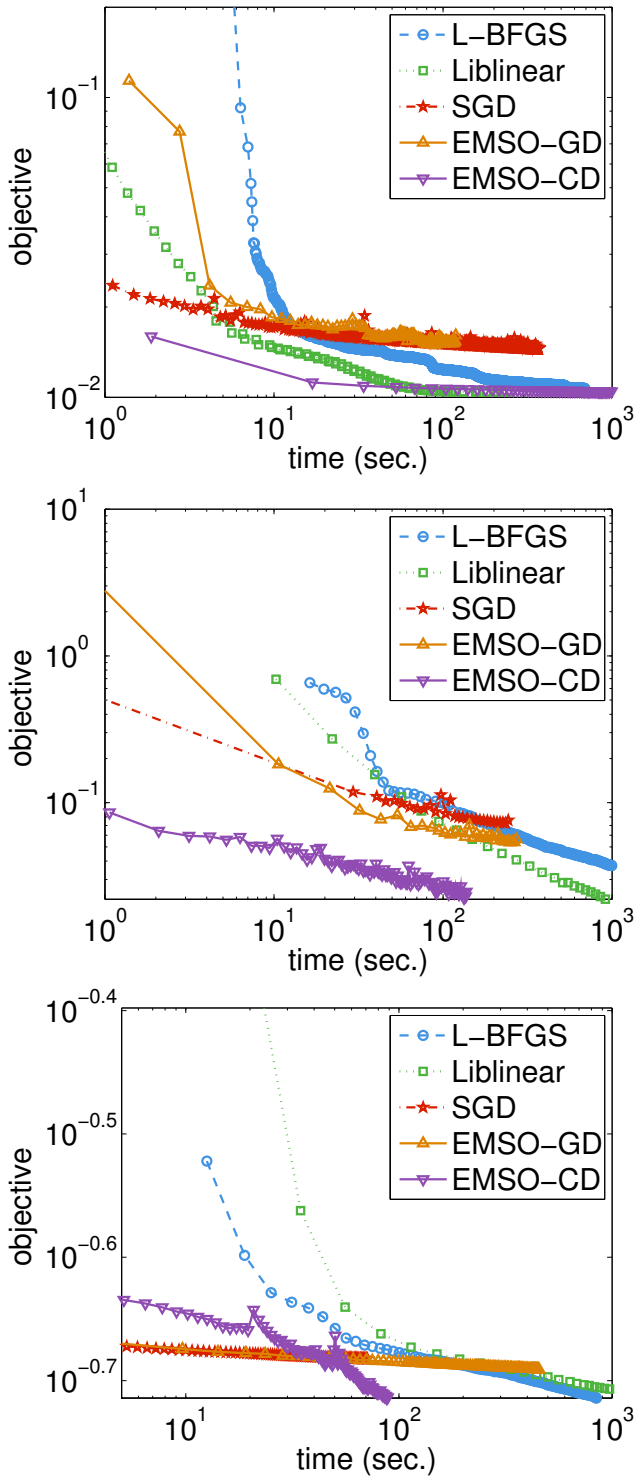 10^-1
10^-2
objective
L-BFGS
Liblinear
SGD
EMSO-GD
EMSO-CD
10^0 10^1 10^2 10^3
time (sec.)
10^1
10^0
10^-1
objective
L-BFGS
Liblinear
SGD
EMSO-GD
EMSO-CD
10^0 10^1 10^2 10^3
time (sec.)
10^-0.4
10^-0.5
10^-0.6
10^-0.7
objective
L-BFGS
Liblinear
SGD
EMSO-GD
EMSO-CD
10^1 10^2 10^3
time (sec.)